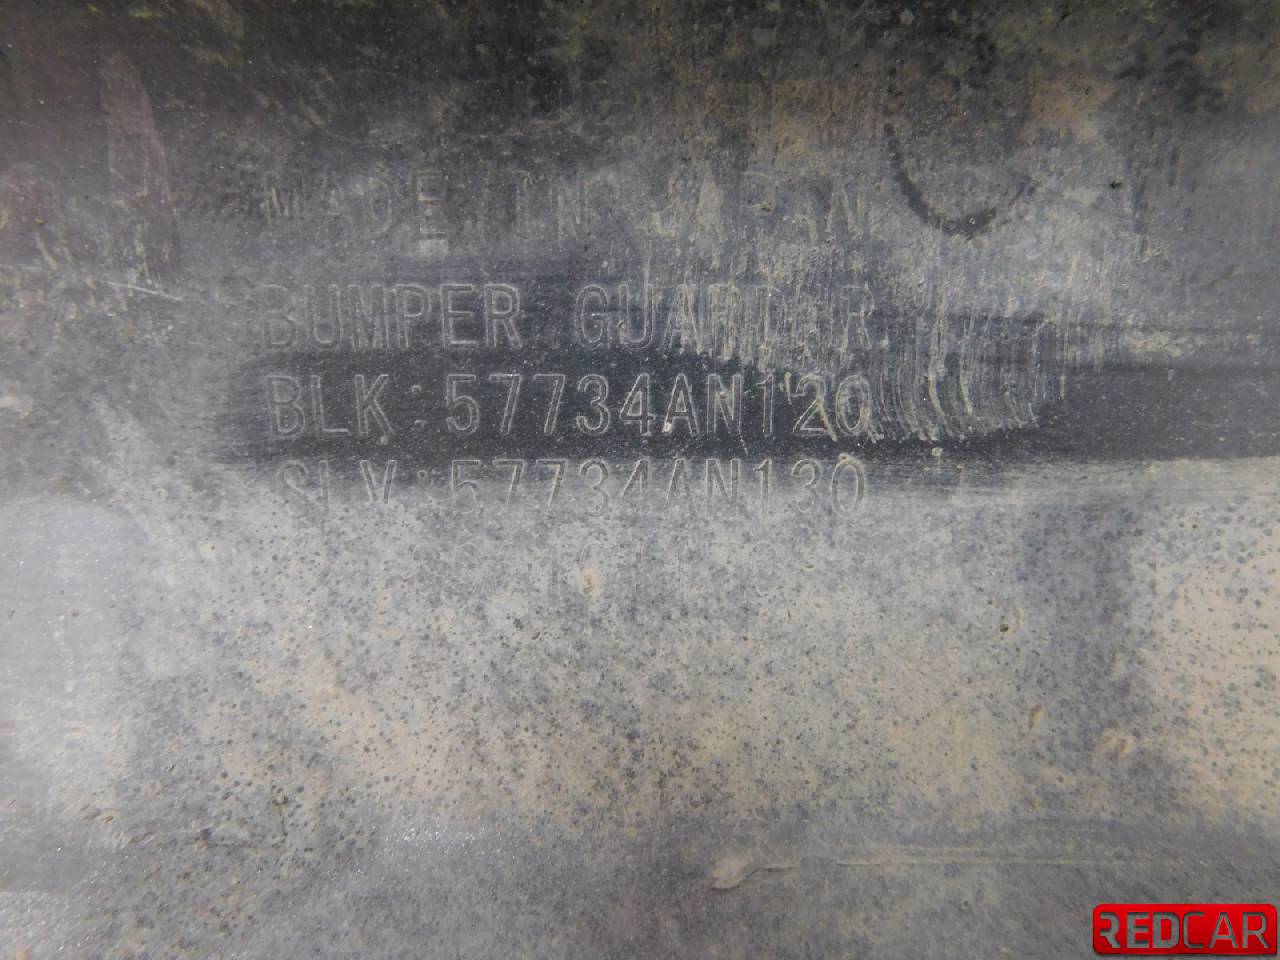 MADE IN JAPAN
BUMPER GUARD:R
BLK:57734AN120
SLV:57734AN130
REDCAR